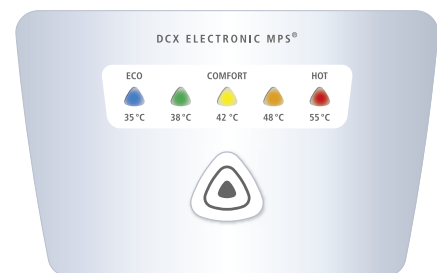 DCX ELECTRONIC MPS®
ECO COMFORT HOT
35 °C 38 °C 42 °C 48 °C 55 °C